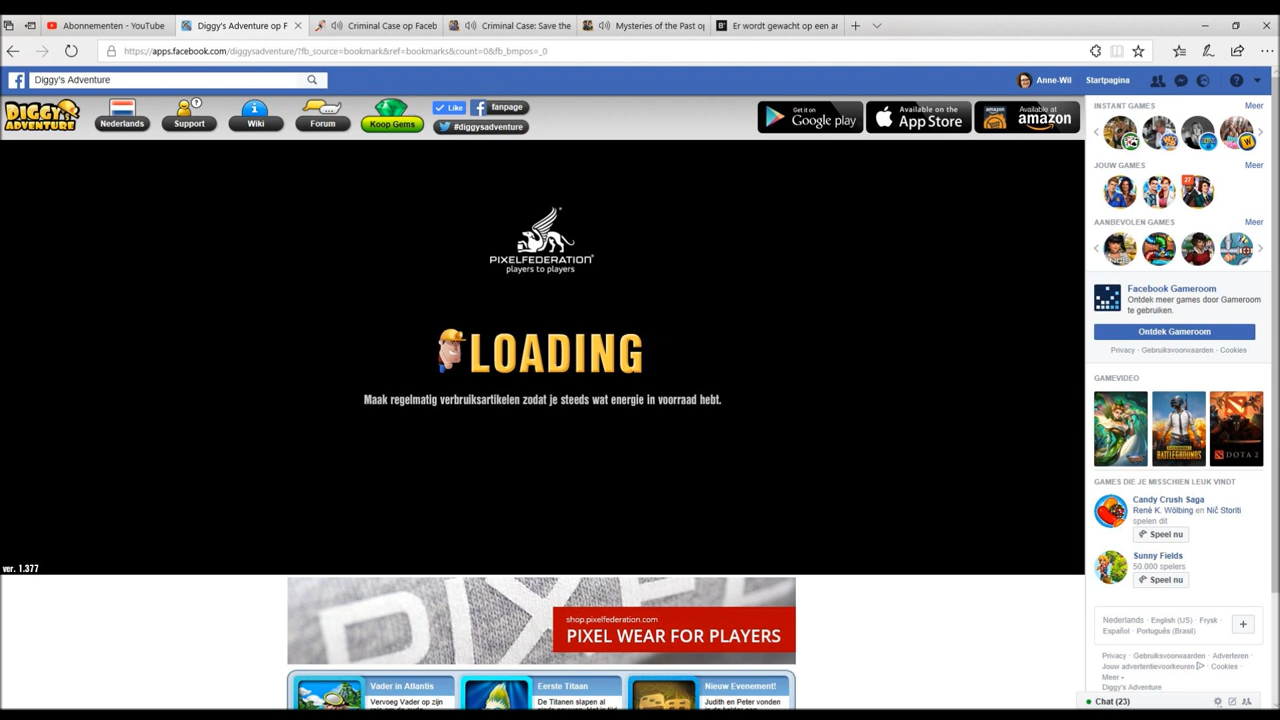 Abonnementen - YouTube
Diggy's Adventure op F
Criminal Case op Faceb
Criminal Case: Save the
Mysteries of the Past op
Er wordt gewacht op een ar
https://apps.facebook.com/diggysadventure/?fb_source=bookmark&ref=bookmarks&count=0&fb_bmpos=_0
Diggy's Adventure
Anne-Wil
Startpagina
DIGGY'S
ADVENTURE
Nederlands
Support
Wiki
Forum
Koop Gems
Like
fanpage
#diggysadventure
Get it on
Google play
Available on the
App Store
Available at
amazon
amazon
INSTANT GAMES
Meer
JOUW GAMES
Meer
27
AANBEVOLEN GAMES
Meer
PIXELFEDERATION
players to players
LOADING
Maak regelmatig verbruiksartikelen zodat je steeds wat energie in voorraad hebt.
ver. 1.377
Facebook Gameroom
Ontdek meer games door Gameroom
te gebruiken.
Ontdek Gameroom
Privacy · Gebruiksvoorwaarden · Cookies
GAMEVIDEO
BATTLEGROUNDS
DOTA 2
GAMES DIE JE MISSCHIEN LEUK VINDT
Candy Crush Saga
René K. Wölbing en Nič Storiti
spelen dit
Speel nu
Sunny Fields
50.000 spelers
Speel nu
Nederlands · English (US) · Frysk ·
Español · Português (Brasil)
Privacy · Gebruiksvoorwaarden · Adverteren ·
Jouw advertentievoorkeuren · Cookies ·
Meer
Diggy's Adventure
Chat (23)
shop.pixelfederation.com
PIXEL WEAR FOR PLAYERS
Vader in Atlantis
Vervoeg Vader op zijn
Eerste Titaan
De Titanen slapen al
Nieuw Evenement!
Judith en Peter vonden